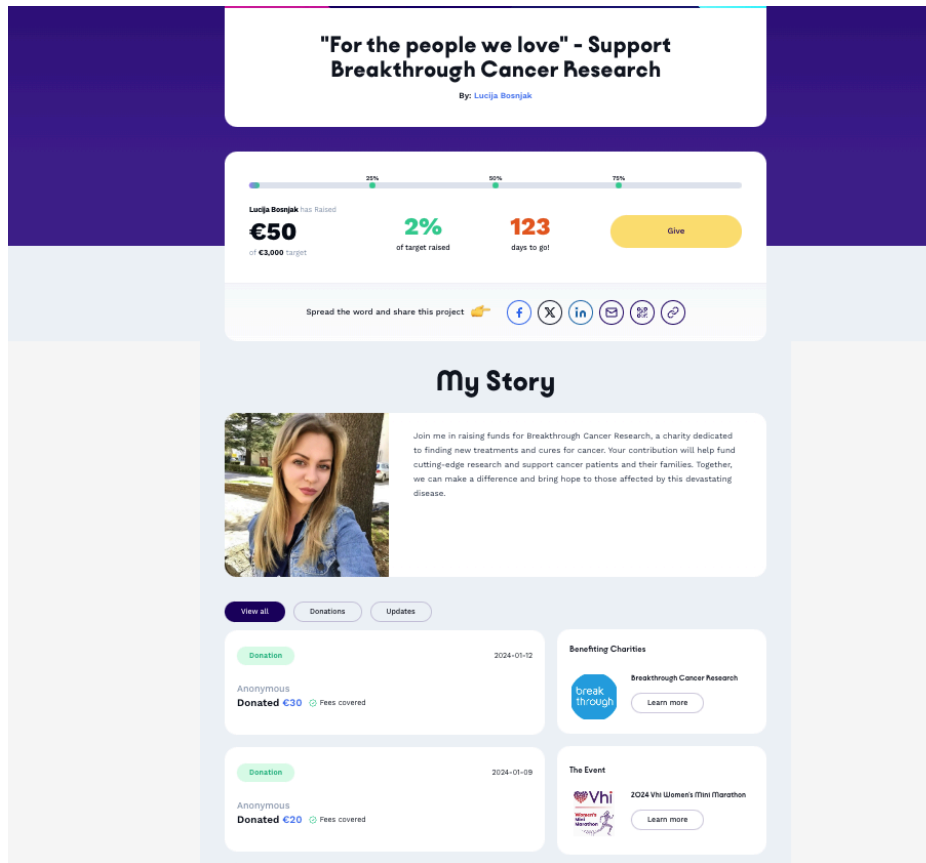 "For the people we love" - Support
Breakthrough Cancer Research
By: Lucija Bosnjak
25%
50%
75%
Lucija Bosnjak has Raised
€50
of €3,000 target
2%
of target raised
123
days to go!
Give
Spread the word and share this project
My Story
Join me in raising funds for Breakthrough Cancer Research, a charity dedicated
to finding new treatments and cures for cancer. Your contribution will help fund
cutting-edge research and support cancer patients and their families. Together,
we can make a difference and bring hope to those affected by this devastating
disease.
View all
Donations
Updates
Donation
2024-01-12
Anonymous
Donated €30 Fees covered
Benefiting Charities
break
through
Breakthrough Cancer Research
Learn more
Donation
2024-01-09
Anonymous
Donated €20 Fees covered
The Event
Vhi
Women's
Mini
Marathon
2024 Vhi Women's Mini Marathon
Learn more